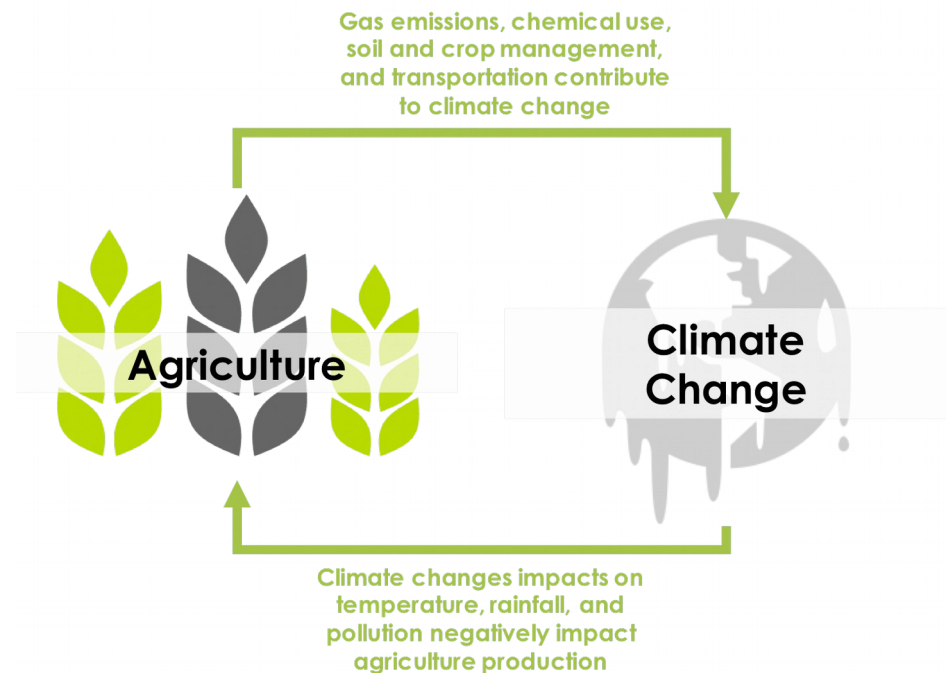 Gas emissions, chemical use,
soil and crop management,
and transportation contribute
to climate change
Agriculture
Climate
Change
Climate changes impacts on
temperature, rainfall, and
pollution negatively impact
agriculture production